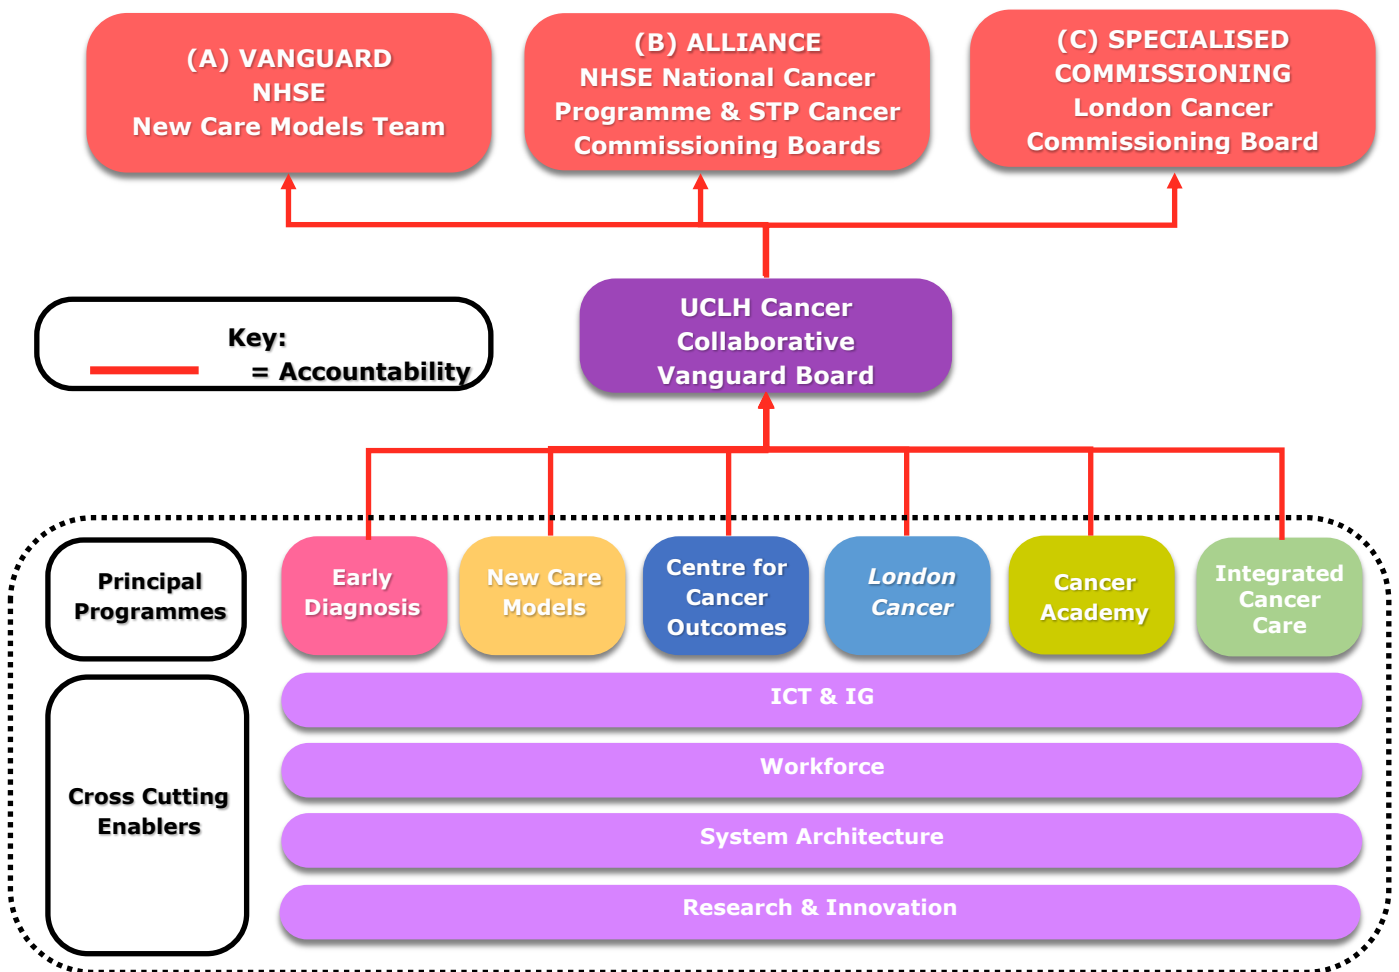 (A) VANGUARD
NHSE
New Care Models Team
(B) ALLIANCE
NHSE National Cancer
Programme & STP Cancer
Commissioning Boards
(C) SPECIALISED
COMMISSIONING
London Cancer
Commissioning Board
Key:
= Accountability
UCLH Cancer
Collaborative
Vanguard Board
Principal
Programmes
Early
Diagnosis
New Care
Models
Centre for
Cancer
Outcomes
London
Cancer
Cancer
Academy
Integrated
Cancer
Care
Cross Cutting
Enablers
ICT & IG
Workforce
System Architecture
Research & Innovation